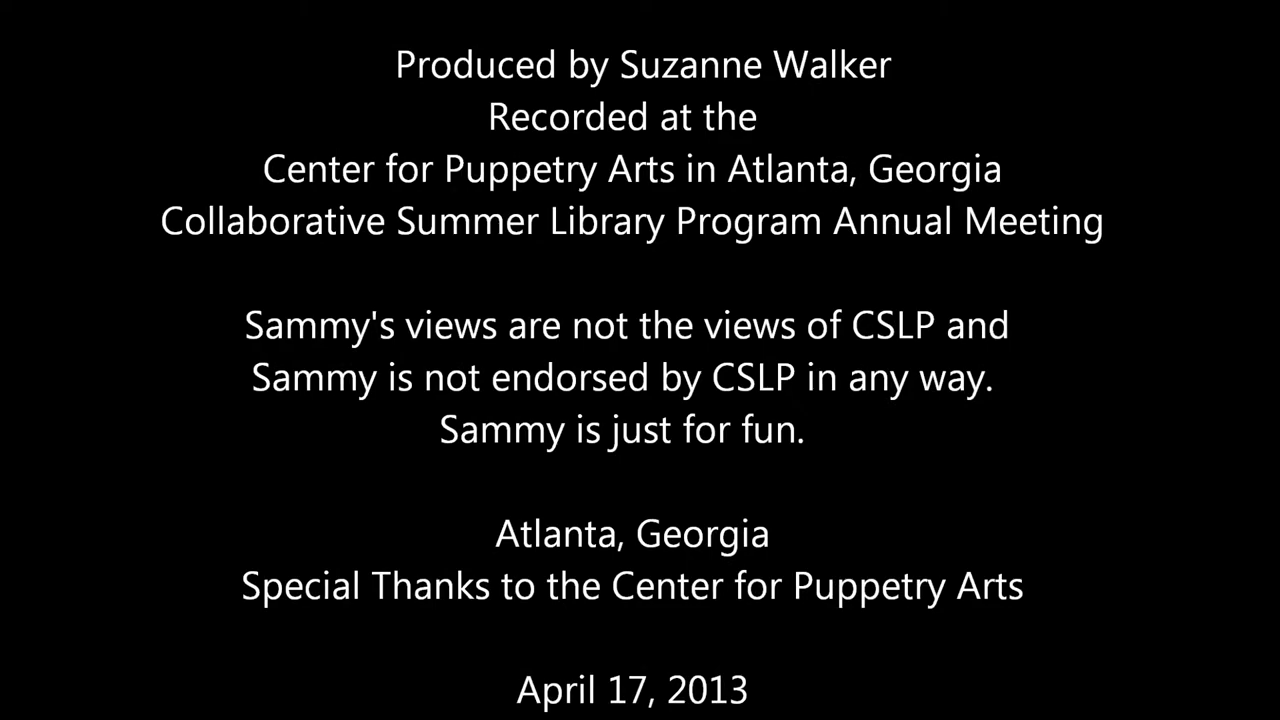 Produced by Suzanne Walker
Recorded at the
Center for Puppetry Arts in Atlanta, Georgia
Collaborative Summer Library Program Annual Meeting
Sammy's views are not the views of CSLP and
Sammy is not endorsed by CSLP in any way.
Sammy is just for fun.
Atlanta, Georgia
Special Thanks to the Center for Puppetry Arts
April 17, 2013